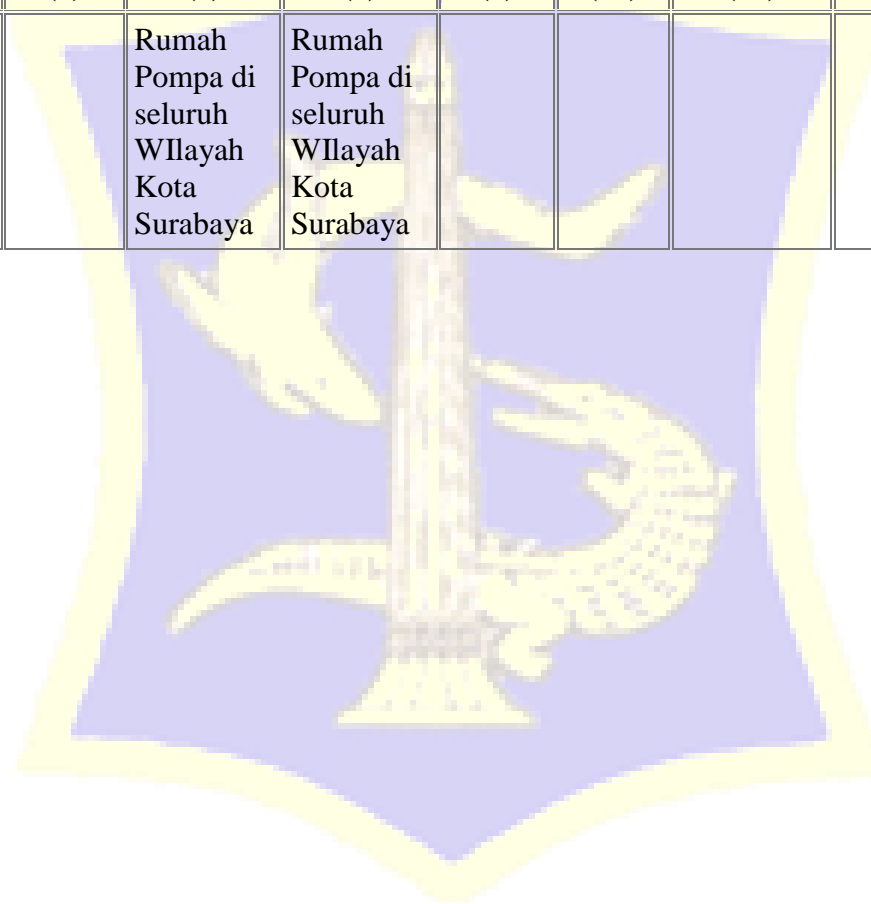 Rumah
Pompa di
seluruh
WIlayah
Kota
Surabaya
Rumah
Pompa di
seluruh
WIlayah
Kota
Surabaya